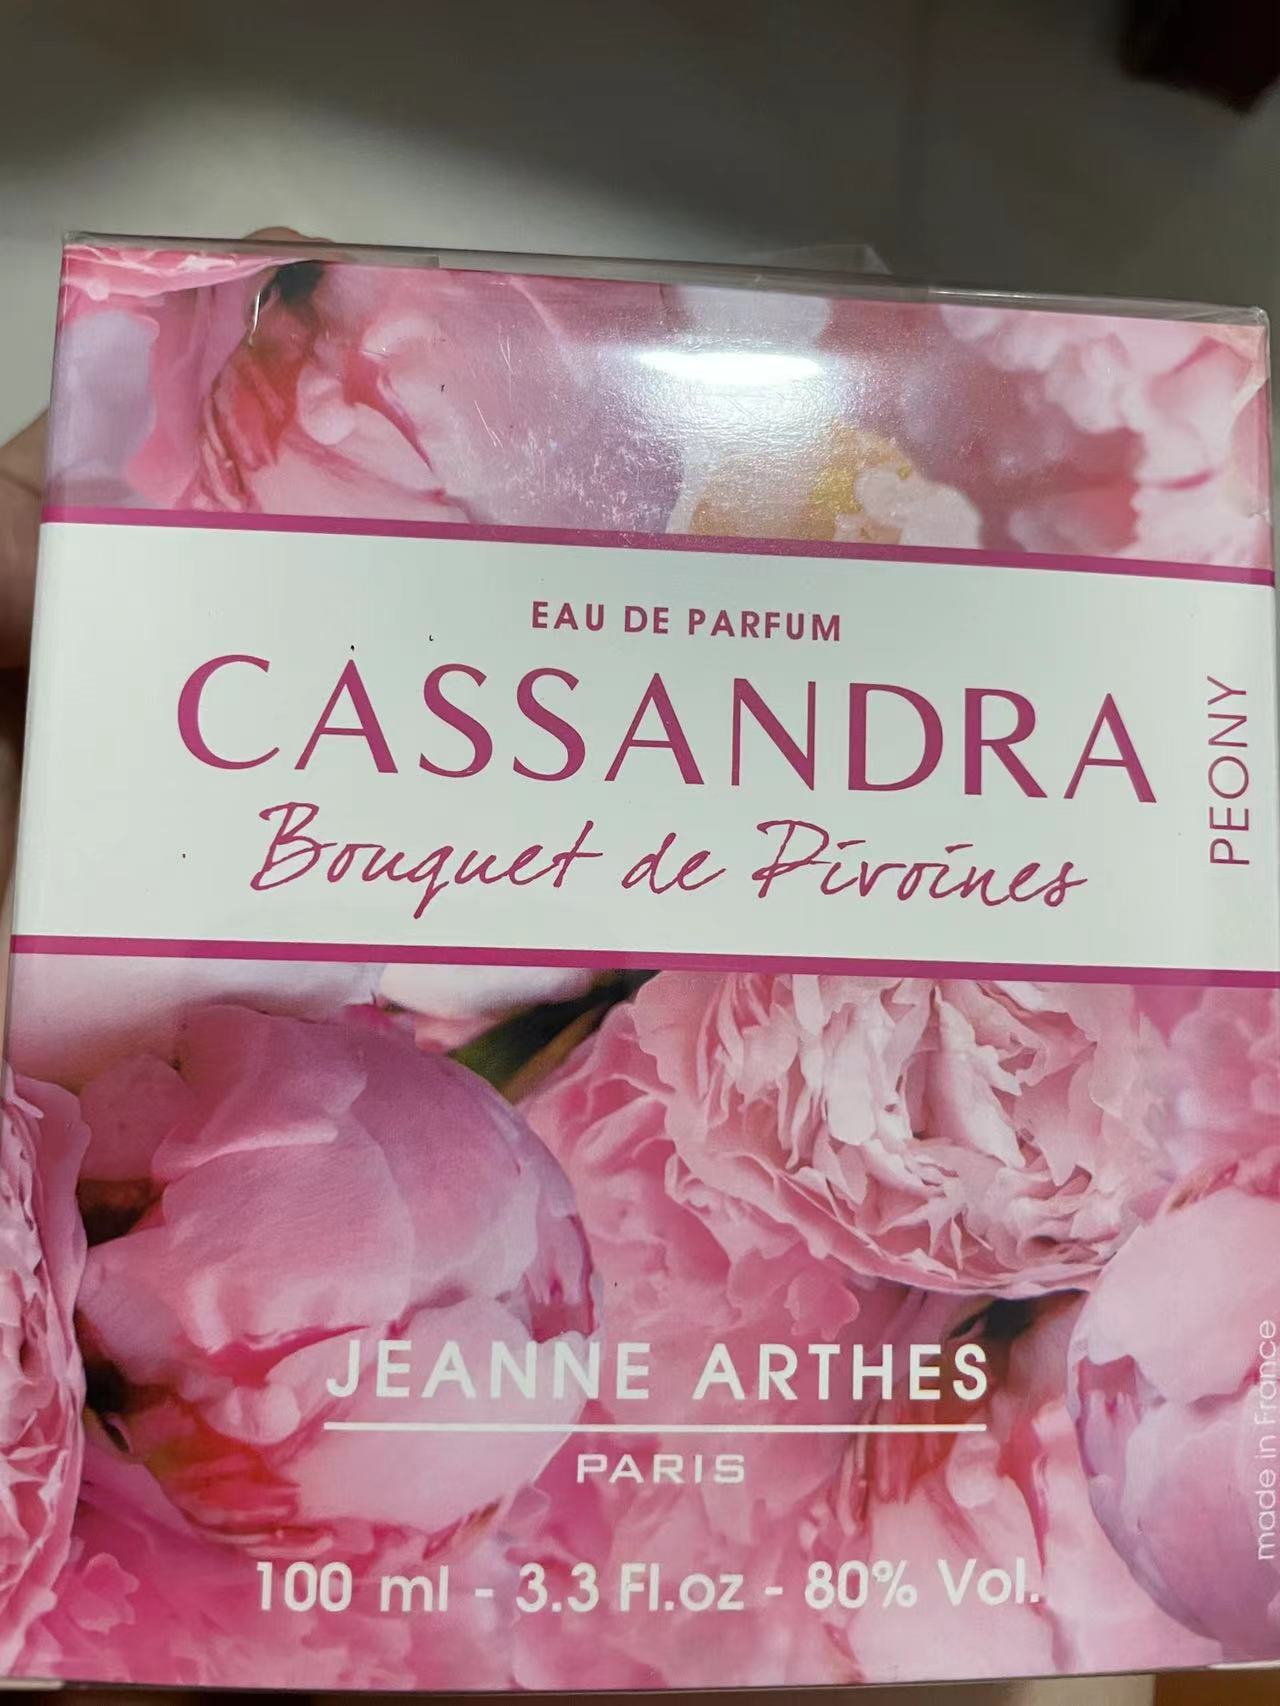 EAU DE PARFUM
CASSANDRA
Bouquet de Pivoines
PEONY
JEANNE ARTHES
PARIS
100 ml - 3.3 Fl.oz - 80% Vol.
made in France